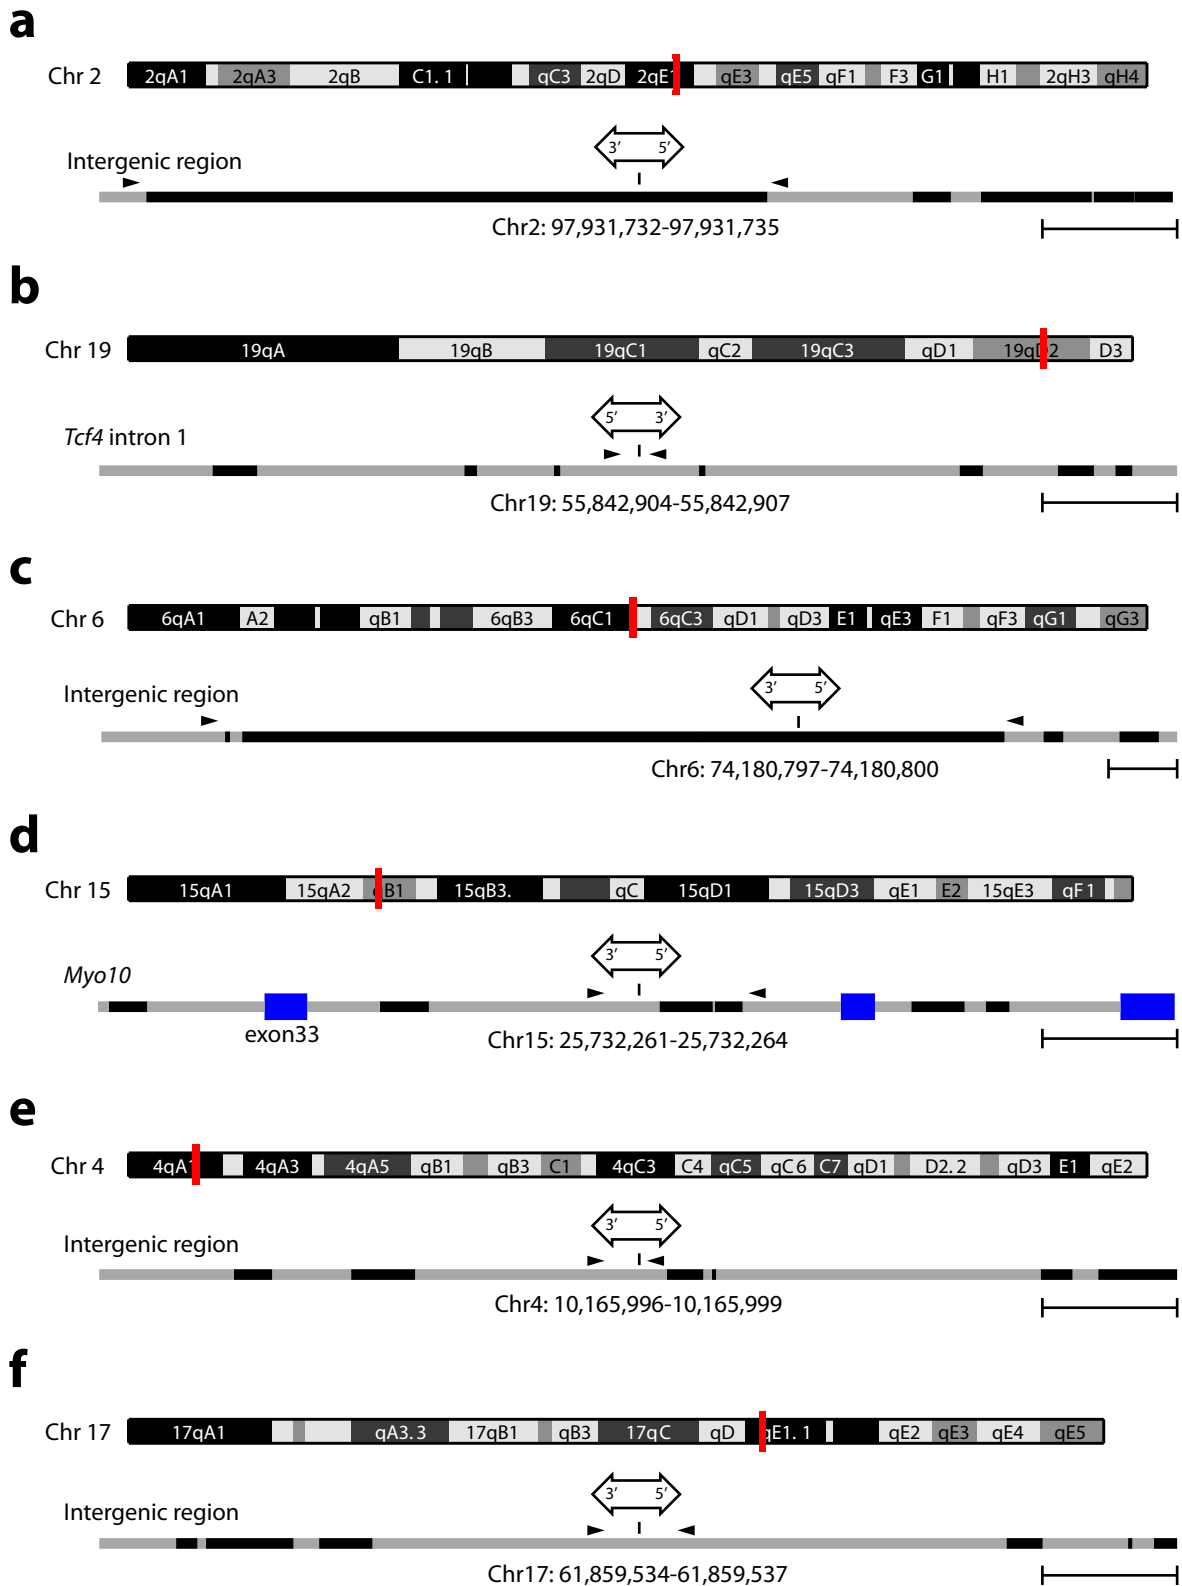 a
Chr 2 2qA1 2qA3 2qB C1. 1 qC3 2qD 2qE1 qE3 qE5 qF1 F3 G1 H1 2qH3 qH4
3’ 5’
Intergenic region
Chr2: 97,931,732-97,931,735
b
Chr 19 19qA 19qB 19qC1 qC2 19qC3 qD1 19qD2 D3
5’ 3’
Tcf4 intron 1
Chr19: 55,842,904-55,842,907
c
Chr 6 6qA1 A2 qB1 6qB3 6qC1 6qC3 qD1 qD3 E1 qE3 F1 qF3 qG1 qG3
3’ 5’
Intergenic region
Chr6: 74,180,797-74,180,800
d
Chr 15 15qA1 15qA2 qB1 15qB3. qC 15qD1 15qD3 qE1 E2 15qE3 qF1
3’ 5’
Myo10
exon33
Chr15: 25,732,261-25,732,264
e
Chr 4 4qA1 4qA3 4qA5 qB1 qB3 C1 4qC3 C4 qC5 qC6 C7 qD1 D2. 2 qD3 E1 qE2
3’ 5’
Intergenic region
Chr4: 10,165,996-10,165,999
f
Chr 17 17qA1 qA3. 3 17qB1 qB3 17qC qD qE1. 1 qE2 qE3 qE4 qE5
3’ 5’
Intergenic region
Chr17: 61,859,534-61,859,537